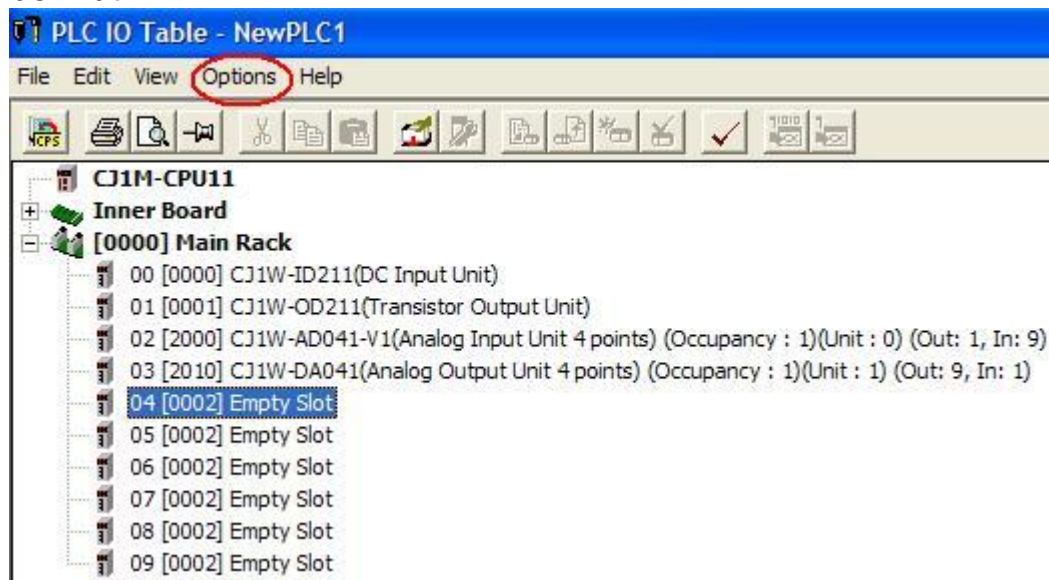 PLC IO Table - NewPLC1
File Edit View Options Help
CPS
CJ1M-CPU11
Inner Board
[0000] Main Rack
00 [0000] CJ1W-ID211(DC Input Unit)
01 [0001] CJ1W-OD211(Transistor Output Unit)
02 [2000] CJ1W-AD041-V1(Analog Input Unit 4 points) (Occupancy : 1)(Unit : 0) (Out: 1, In: 9)
03 [2010] CJ1W-DA041(Analog Output Unit 4 points) (Occupancy : 1)(Unit : 1) (Out: 9, In: 1)
04 [0002] Empty Slot
05 [0002] Empty Slot
06 [0002] Empty Slot
07 [0002] Empty Slot
08 [0002] Empty Slot
09 [0002] Empty Slot